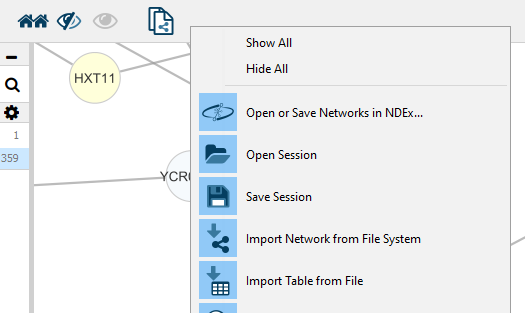 Show All
HXT11
Hide All
1
Open or Save Networks in NDEx...
359
Open Session
YCR
Save Session
Import Network from File System
Import Table from File